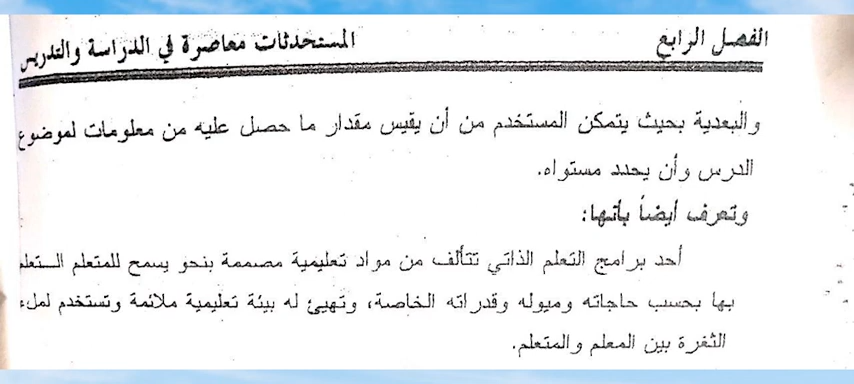 الفصل الرابع
المستحدثات معاصرة في الدراسة والتدريس
والبعدية بحيث يتمكن المستخدم من أن يقيس مقدار ما حصل عليه من معلومات لموضوع
الدرس وأن يحدد مستواه.
وتعرف أيضاً بأنها:
أحد برامج التعلم الذاتي تتألف من مواد تعليمية مصممة بنحو يسمح للمتعلم الـتعلم
بها بحسب حاجاته وميوله وقدراته الخاصة، وتهيئ له بيئة تعليمية ملائمة وتستخدم لملء
الثغرة بين المعلم والمتعلم.